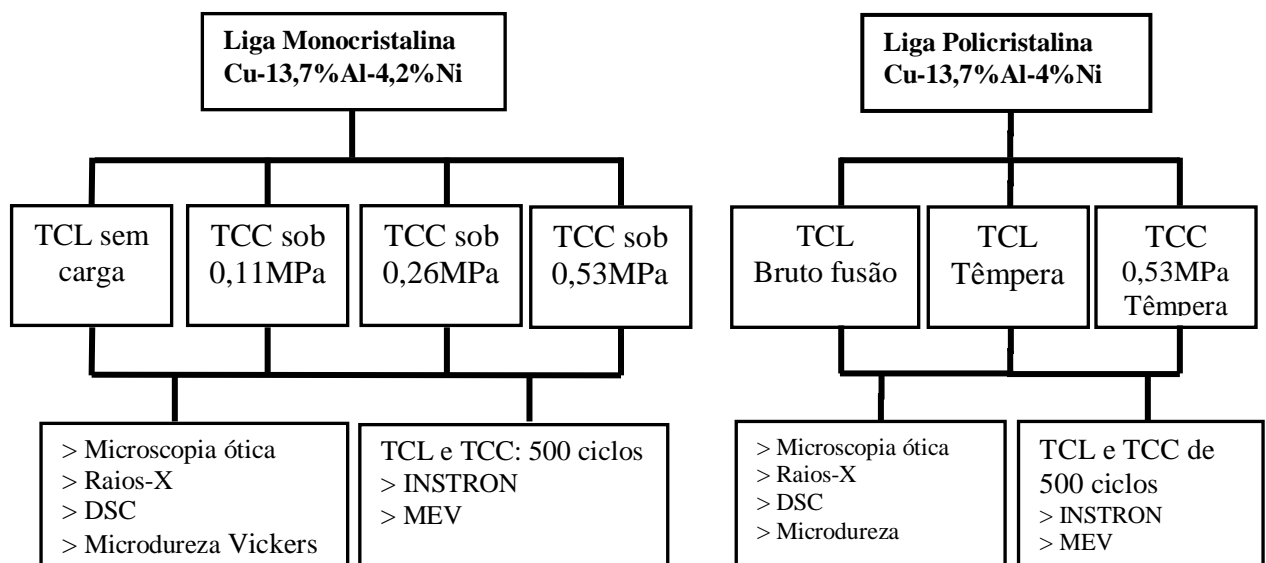 Liga Monocristalina
Cu-13,7%Al-4,2%Ni
Liga Policristalina
Cu-13,7%Al-4%Ni
TCL sem
carga
TCC sob
0,11MPa
TCC sob
0,26MPa
TCC sob
0,53MPa
TCL
Bruto fusão
TCL
Têmpera
TCC
0,53MPa
Têmpera
> Microscopia ótica
> Raios-X
> DSC
> Microdureza Vickers
TCL e TCC: 500 ciclos
> INSTRON
> MEV
> Microscopia ótica
> Raios-X
> DSC
> Microdureza
TCL e TCC de
500 ciclos
> INSTRON
> MEV